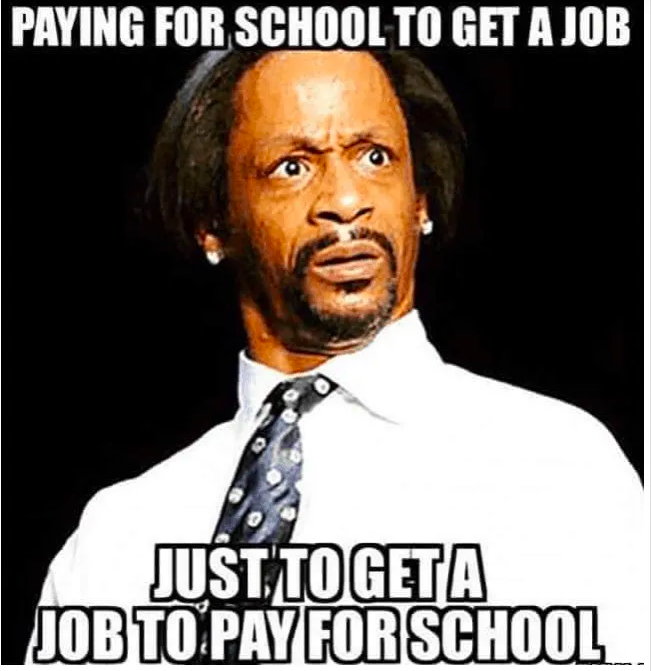 PAYING FOR SCHOOL TO GET A JOB
JUST TO GET A
JOB TO PAY FOR SCHOOL